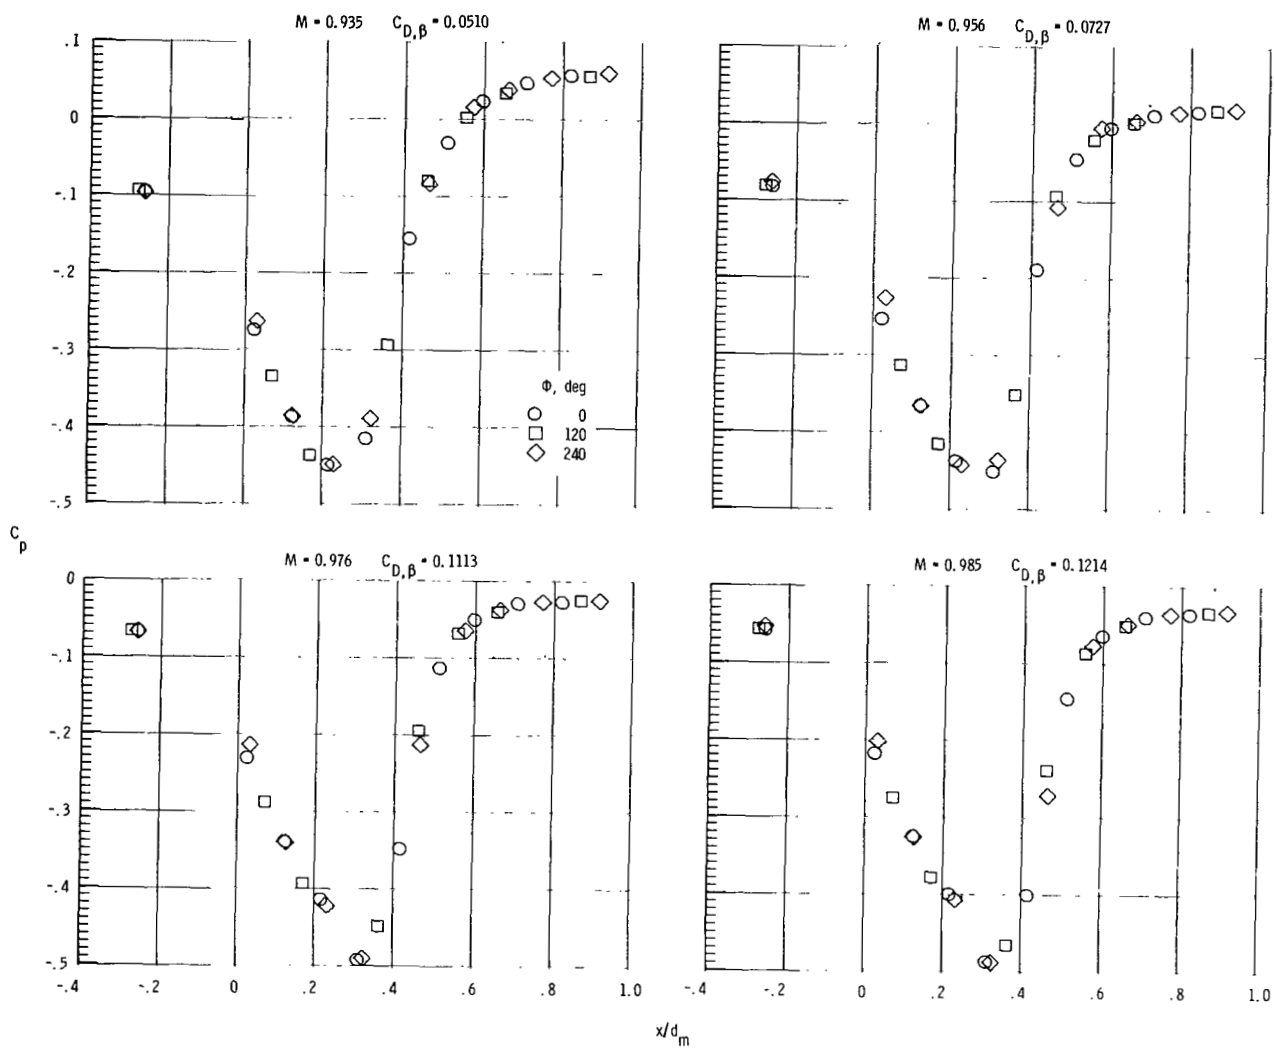 M = 0.935 C_D,β = 0.0510
M = 0.956 C_D,β = 0.0727
.1
0
-.1
-.2
-.3
-.4
-.5
Φ, deg
0
120
240
C_p
M = 0.976 C_D,β = 0.1113
M = 0.985 C_D,β = 0.1214
0
-.1
-.2
-.3
-.4
-.5
-.4 -.2 0 .2 .4 .6 .8 1.0
-.4 -.2 0 .2 .4 .6 .8 1.0
x/d_m